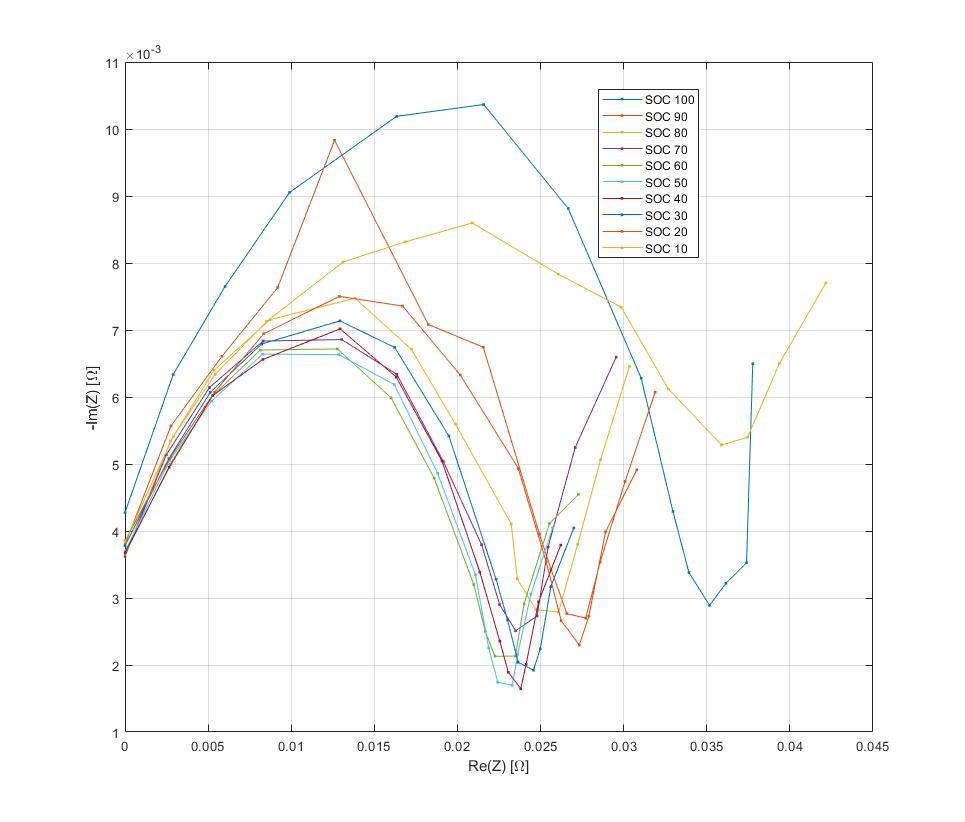 ×10-3
11
10
9
8
7
6
5
4
3
2
1
-Im(Z) [Ω]
SOC 100
SOC 90
SOC 80
SOC 70
SOC 60
SOC 50
SOC 40
SOC 30
SOC 20
SOC 10
0 0.005 0.01 0.015 0.02 0.025 0.03 0.035 0.04 0.045
Re(Z) [Ω]